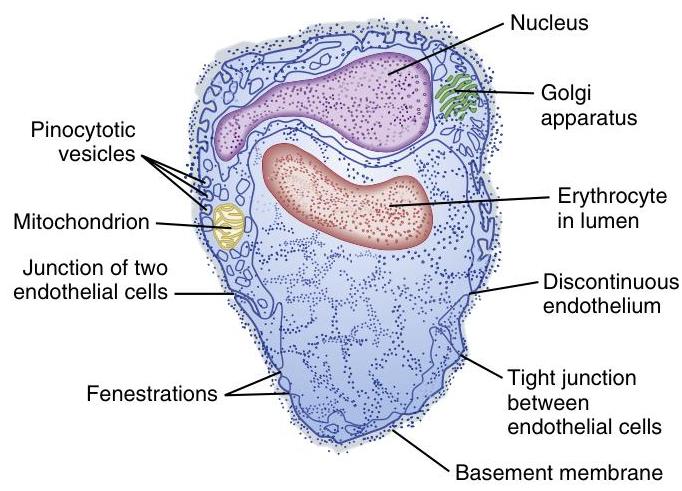 Nucleus
Golgi
apparatus
Pinocytotic
vesicles
Erythrocyte
in lumen
Mitochondrion
Junction of two
endothelial cells
Discontinuous
endothelium
Fenestrations
Tight junction
between
endothelial cells
Basement membrane